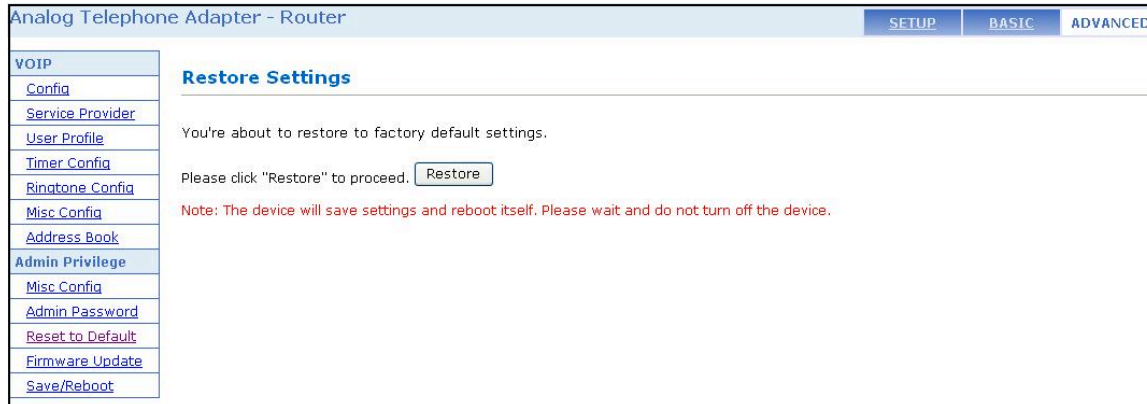 Analog Telephone Adapter - Router
SETUP
BASIC
ADVANCED
VOIP
Config
Service Provider
User Profile
Timer Config
Ringtone Config
Misc Config
Address Book
Admin Privilege
Misc Config
Admin Password
Reset to Default
Firmware Update
Save/Reboot
Restore Settings
You're about to restore to factory default settings.
Please click "Restore" to proceed. Restore
Note: The device will save settings and reboot itself. Please wait and do not turn off the device.